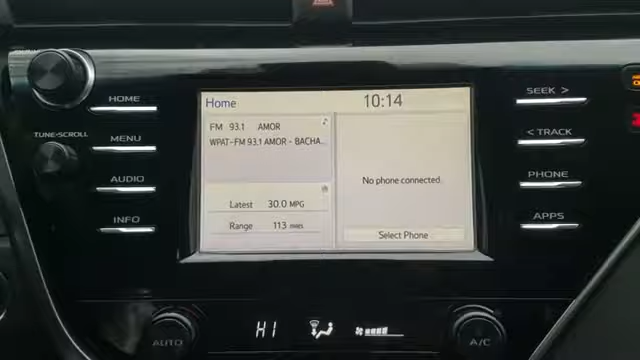 HOME
MENU
TUNE•SCROLL
AUDIO
INFO
Home
10:14
FM 93.1 AMOR
WPAT-FM 93.1 AMOR - BACHA...
Latest 30.0 MPG
Range 113 MILES
No phone connected.
Select Phone
SEEK >
< TRACK
PHONE
APPS
AUTO
HI
A/C